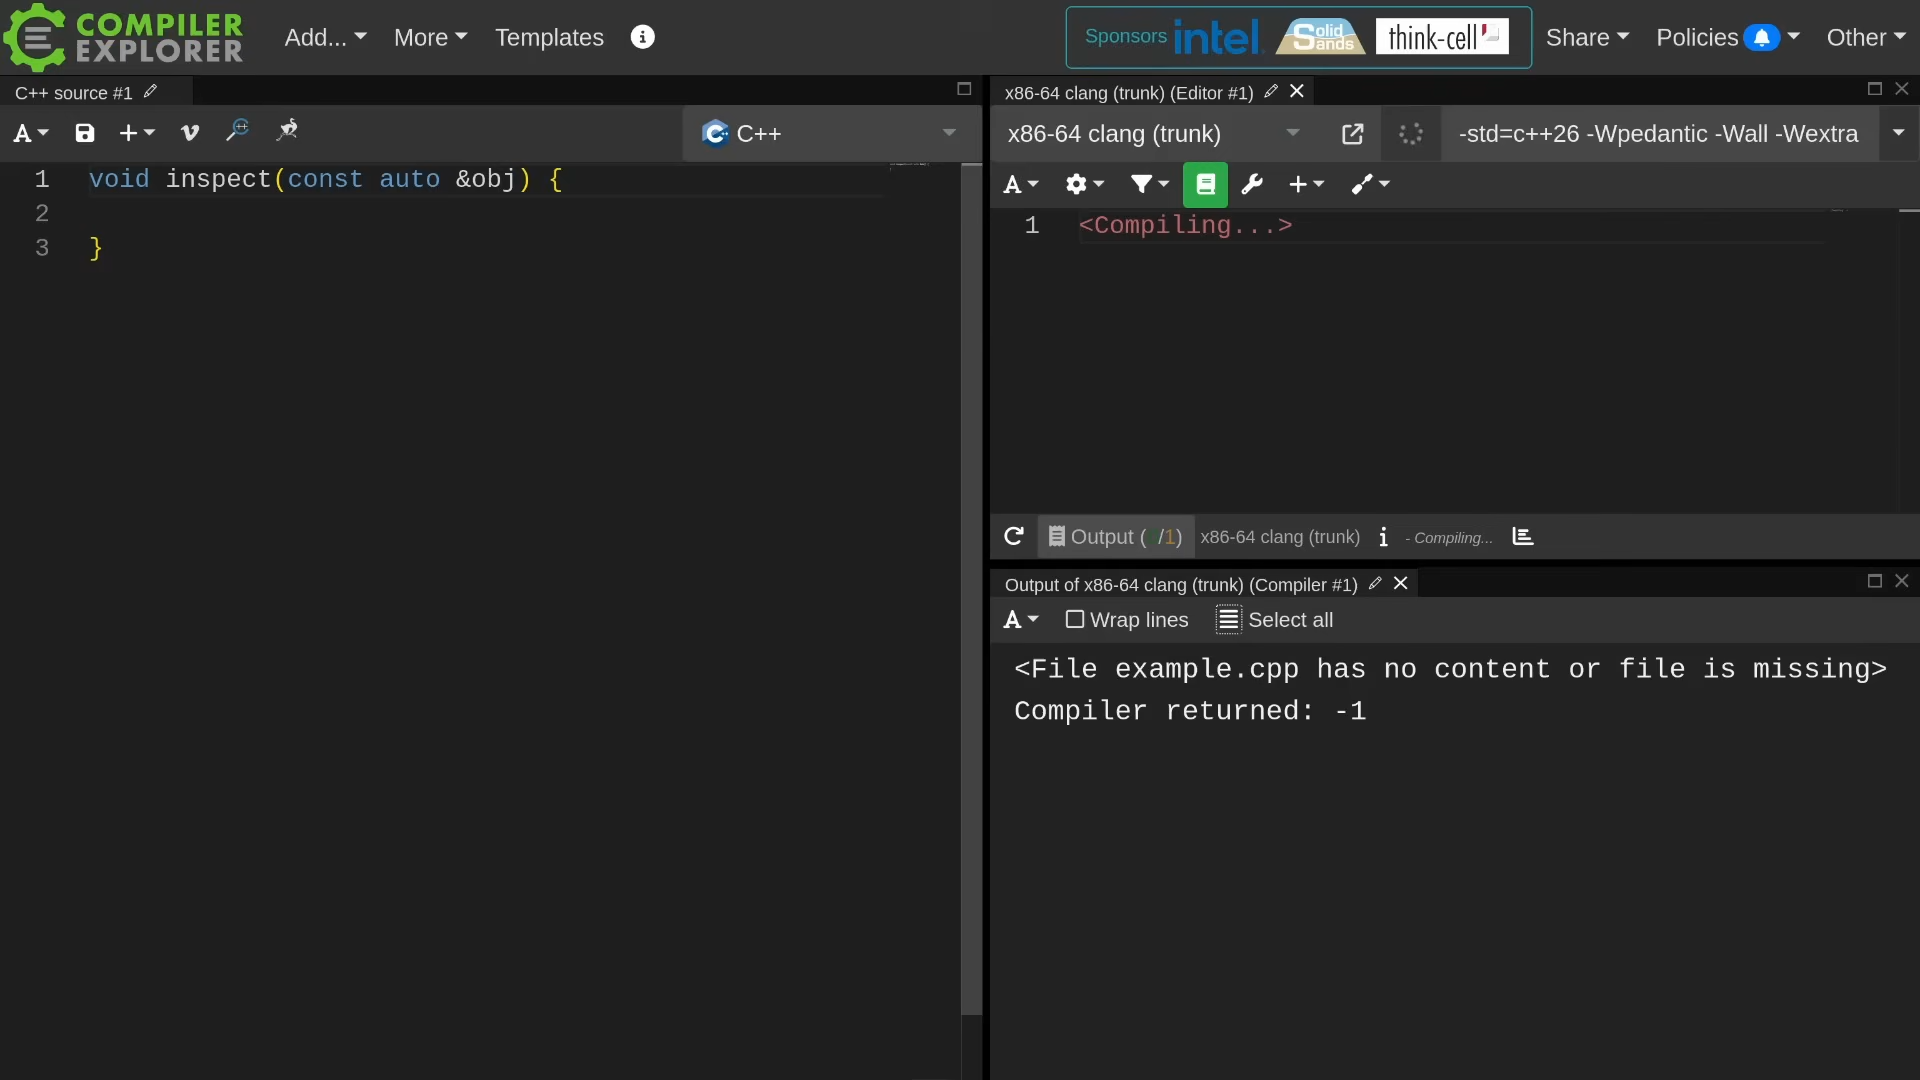 COMPILER
EXPLORER
Add...
More
Templates
Sponsors
intel.
Solid
Sands
think-cell
Share
Policies
Other
C++ source #1
x86-64 clang (trunk) (Editor #1)
C++
x86-64 clang (trunk)
-std=c++26 -Wpedantic -Wall -Wextra
1 void inspect(const auto &obj) {
2
3 }
1 <Compiling...>
Output ( /1)
x86-64 clang (trunk)
- Compiling...
Output of x86-64 clang (trunk) (Compiler #1)
Wrap lines
Select all
<File example.cpp has no content or file is missing>
Compiler returned: -1